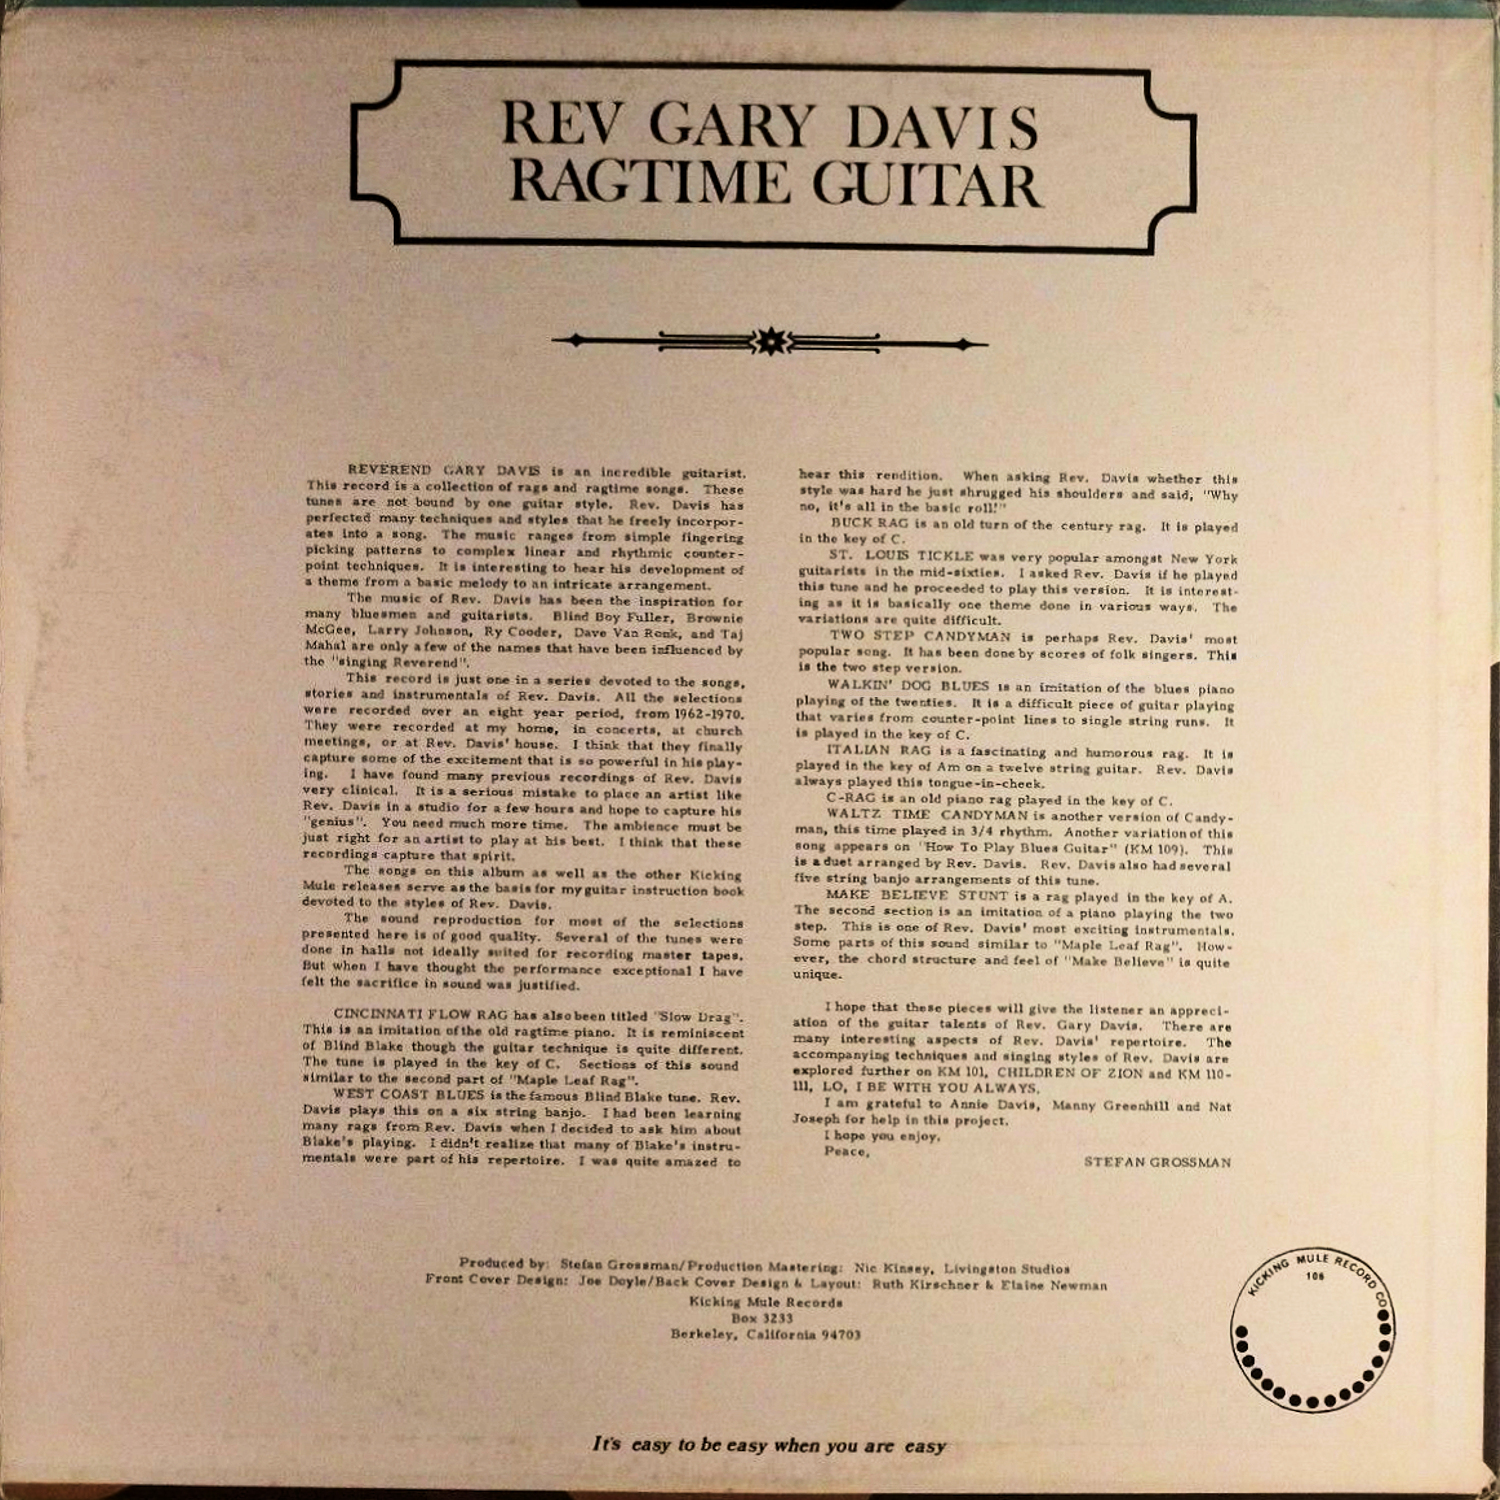 REV GARY DAVIS
RAGTIME GUITAR
REVEREND GARY DAVIS is an incredible guitarist.
This record is a collection of rags and ragtime songs. These
tunes are not bound by one guitar style. Rev. Davis has
perfected many techniques and styles that he freely incorpor-
ates into a song. The music ranges from simple fingering
picking patterns to complex linear and rhythmic counter-
point techniques. It is interesting to hear his development of
a theme from a basic melody to an intricate arrangement.
The music of Rev. Davis has been the inspiration for
many bluesmen and guitarists. Blind Boy Fuller, Brownie
McGee, Larry Johnson, Ry Cooder, Dave Van Ronk, and Taj
Mahal are only a few of the names that have been influenced by
the "singing Reverend".
This record is just one in a series devoted to the songs,
stories and instrumentals of Rev. Davis. All the selections
were recorded over an eight year period, from 1962-1970.
They were recorded at my home, in concerts, at church
meetings, or at Rev. Davis' house. I think that they finally
capture some of the excitement that is so powerful in his play-
ing. I have found many previous recordings of Rev. Davis
very clinical. It is a serious mistake to place an artist like
Rev. Davis in a studio for a few hours and hope to capture his
"genius". You need much more time. The ambience must be
just right for an artist to play at his best. I think that these
recordings capture that spirit.
The songs on this album as well as the other Kicking
Mule releases serve as the basis for my guitar instruction book
devoted to the styles of Rev. Davis.
The sound reproduction for most of the selections
presented here is of good quality. Several of the tunes were
done in halls not ideally suited for recording master tapes.
But when I have thought the performance exceptional I have
felt the sacrifice in sound was justified.
CINCINNATI FLOW RAG has also been titled "Slow Drag".
This is an imitation of the old ragtime piano. It is reminiscent
of Blind Blake though the guitar technique is quite different.
The tune is played in the key of C. Sections of this sound
similar to the second part of "Maple Leaf Rag".
WEST COAST BLUES is the famous Blind Blake tune. Rev.
Davis plays this on a six string banjo. I had been learning
many rags from Rev. Davis when I decided to ask him about
Blake's playing. I didn't realize that many of Blake's instru-
mentals were part of his repertoire. I was quite amazed to
hear this rendition. When asking Rev. Davis whether this
style was hard he just shrugged his shoulders and said, "Why
no, it's all in the basic roll!"
BUCK RAG is an old turn of the century rag. It is played
in the key of C.
ST. LOUIS TICKLE was very popular amongst New York
guitarists in the mid-sixties. I asked Rev. Davis if he played
this tune and he proceeded to play this version. It is interest-
ing as it is basically one theme done in various ways. The
variations are quite difficult.
TWO STEP CANDYMAN is perhaps Rev. Davis' most
popular song. It has been done by scores of folk singers. This
is the two step version.
WALKIN' DOG BLUES is an imitation of the blues piano
playing of the twenties. It is a difficult piece of guitar playing
that varies from counter-point lines to single string runs. It
is played in the key of C.
ITALIAN RAG is a fascinating and humorous rag. It is
played in the key of Am on a twelve string guitar. Rev. Davis
always played this tongue-in-cheek.
C-RAG is an old piano rag played in the key of C.
WALTZ TIME CANDYMAN is another version of Candy-
man, this time played in 3/4 rhythm. Another variation of this
song appears on "How To Play Blues Guitar" (KM 109). This
is a duet arranged by Rev. Davis. Rev. Davis also had several
five string banjo arrangements of this tune.
MAKE BELIEVE STUNT is a rag played in the key of A.
The second section is an imitation of a piano playing the two
step. This is one of Rev. Davis' most exciting instrumentals.
Some parts of this sound similar to "Maple Leaf Rag". How-
ever, the chord structure and feel of "Make Believe" is quite
unique.
I hope that these pieces will give the listener an appreci-
ation of the guitar talents of Rev. Gary Davis. There are
many interesting aspects of Rev. Davis' repertoire. The
accompanying techniques and singing styles of Rev. Davis are
explored further on KM 101, CHILDREN OF ZION and KM 110-
111, LO, I BE WITH YOU ALWAYS.
I am grateful to Annie Davis, Manny Greenhill and Nat
Joseph for help in this project.
I hope you enjoy.
Peace,
STEFAN GROSSMAN
Produced by: Stefan Grossman/Production Mastering: Nic Kinsey, Livingston Studios
Front Cover Design: Joe Doyle/Back Cover Design & Layout: Ruth Kirschner & Elaine Newman
Kicking Mule Records
Box 3233
Berkeley, California 94703
KICKING MULE RECORD CO
106
It's easy to be easy when you are easy